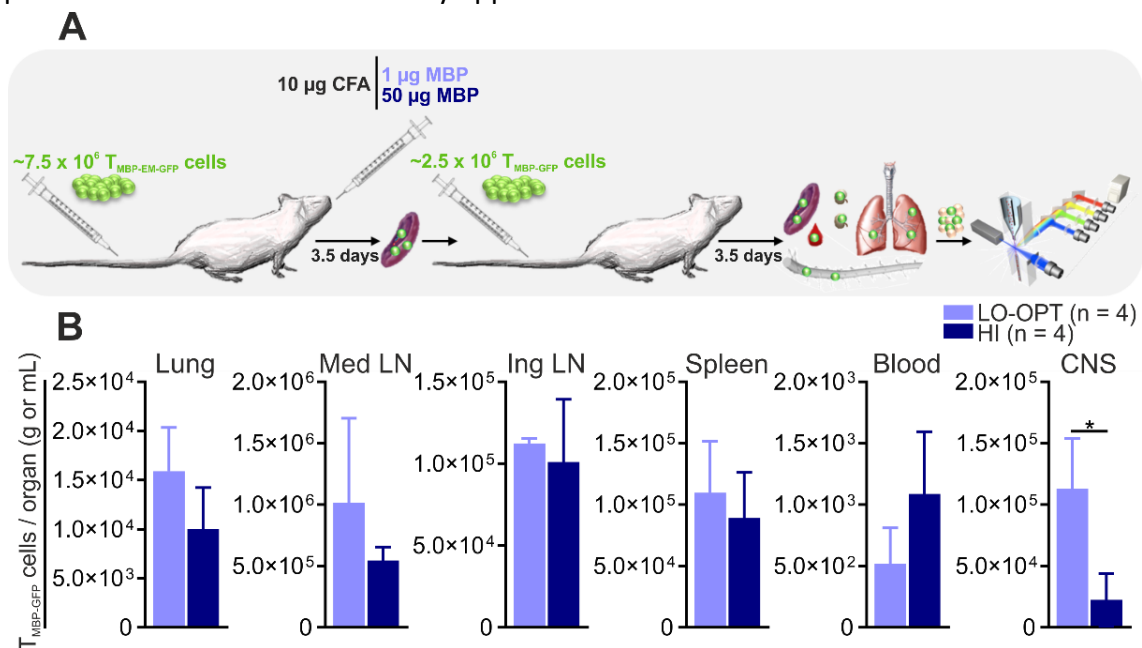 A
10 µg CFA
1 µg MBP
50 µg MBP
~7.5 x 10⁶ T_MBP-EM-GFP cells
~2.5 x 10⁶ T_MBP-GFP cells
3.5 days
3.5 days
B
LO-OPT (n = 4)
HI (n = 4)
T_MBP-GFP cells / organ (g or mL)
Lung
2.5×10⁴
2.0×10⁴
1.5×10⁴
1.0×10⁴
5.0×10³
0
Med LN
2.0×10⁶
1.5×10⁶
1.0×10⁶
5.0×10⁵
0
Ing LN
1.5×10⁵
1.0×10⁵
5.0×10⁴
0
Spleen
2.0×10⁵
1.5×10⁵
1.0×10⁵
5.0×10⁴
0
Blood
2.0×10³
1.5×10³
1.0×10³
5.0×10²
0
CNS
2.0×10⁵
1.5×10⁵
1.0×10⁵
5.0×10⁴
0
*